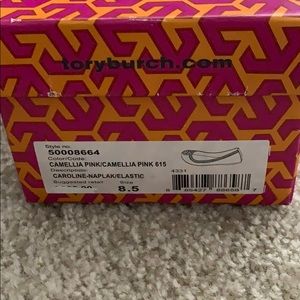 toryburch.com
Style no:
50008664
Color/Code:
CAMELLIA PINK/CAMELLIA PINK 615
Description:
CAROLINE-NAPLAK/ELASTIC
Suggested retail
Size
8.5
4331